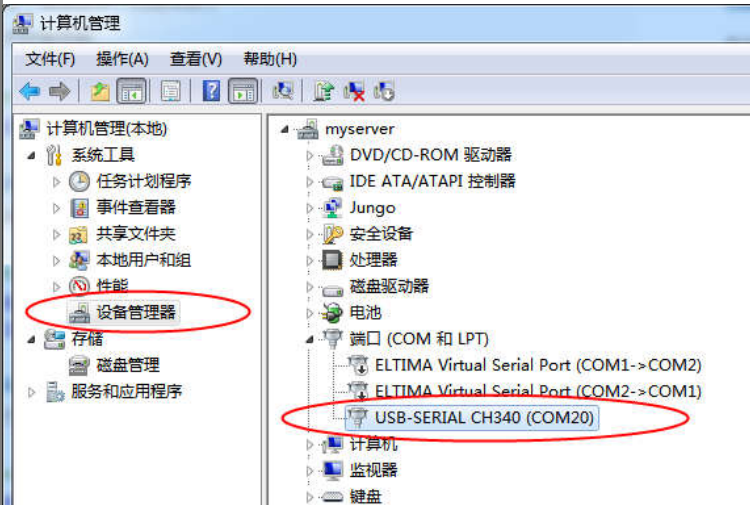 计算机管理
文件(F) 操作(A) 查看(V) 帮助(H)
计算机管理(本地)
系统工具
任务计划程序
事件查看器
共享文件夹
本地用户和组
性能
设备管理器
存储
磁盘管理
服务和应用程序
myserver
DVD/CD-ROM 驱动器
IDE ATA/ATAPI 控制器
Jungo
安全设备
处理器
磁盘驱动器
电池
端口 (COM 和 LPT)
ELTIMA Virtual Serial Port (COM1->COM2)
ELTIMA Virtual Serial Port (COM2->COM1)
USB-SERIAL CH340 (COM20)
计算机
监视器
键盘